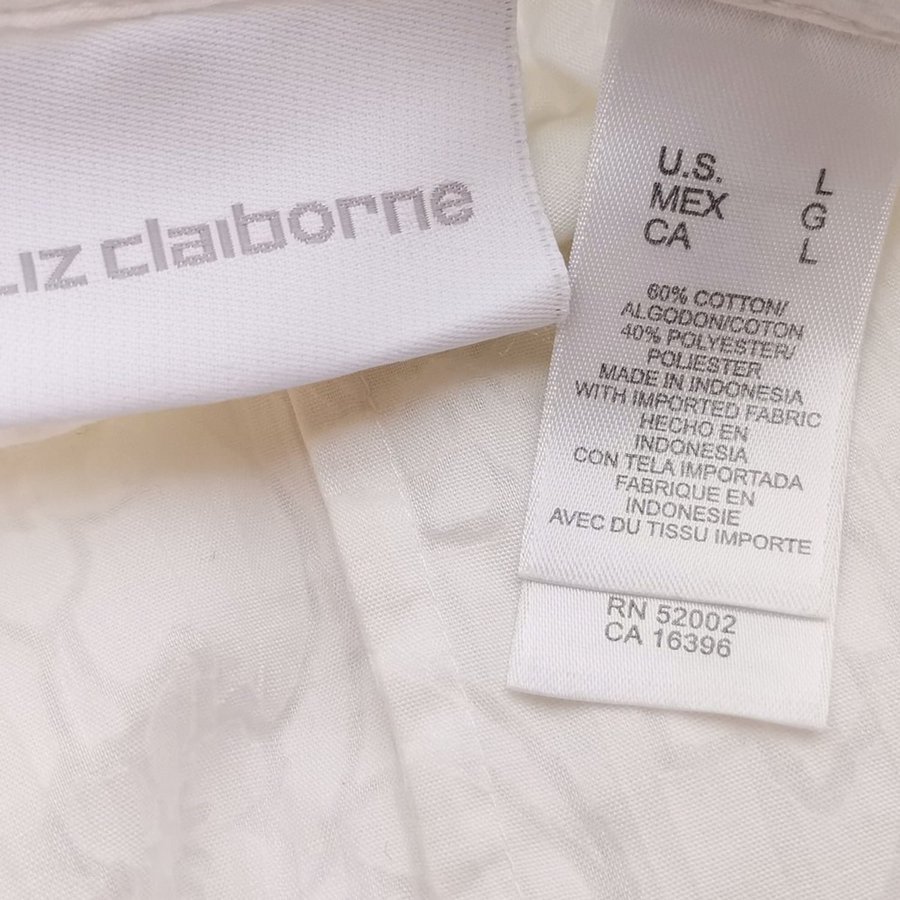 Liz claiborne
U.S. L
MEX G
CA L
60% COTTON/
ALGODON/COTON
40% POLYESTER/
POLIESTER
MADE IN INDONESIA
WITH IMPORTED FABRIC
HECHO EN
INDONESIA
CON TELA IMPORTADA
FABRIQUE EN
INDONESIE
AVEC DU TISSU IMPORTE
RN 52002
CA 16396